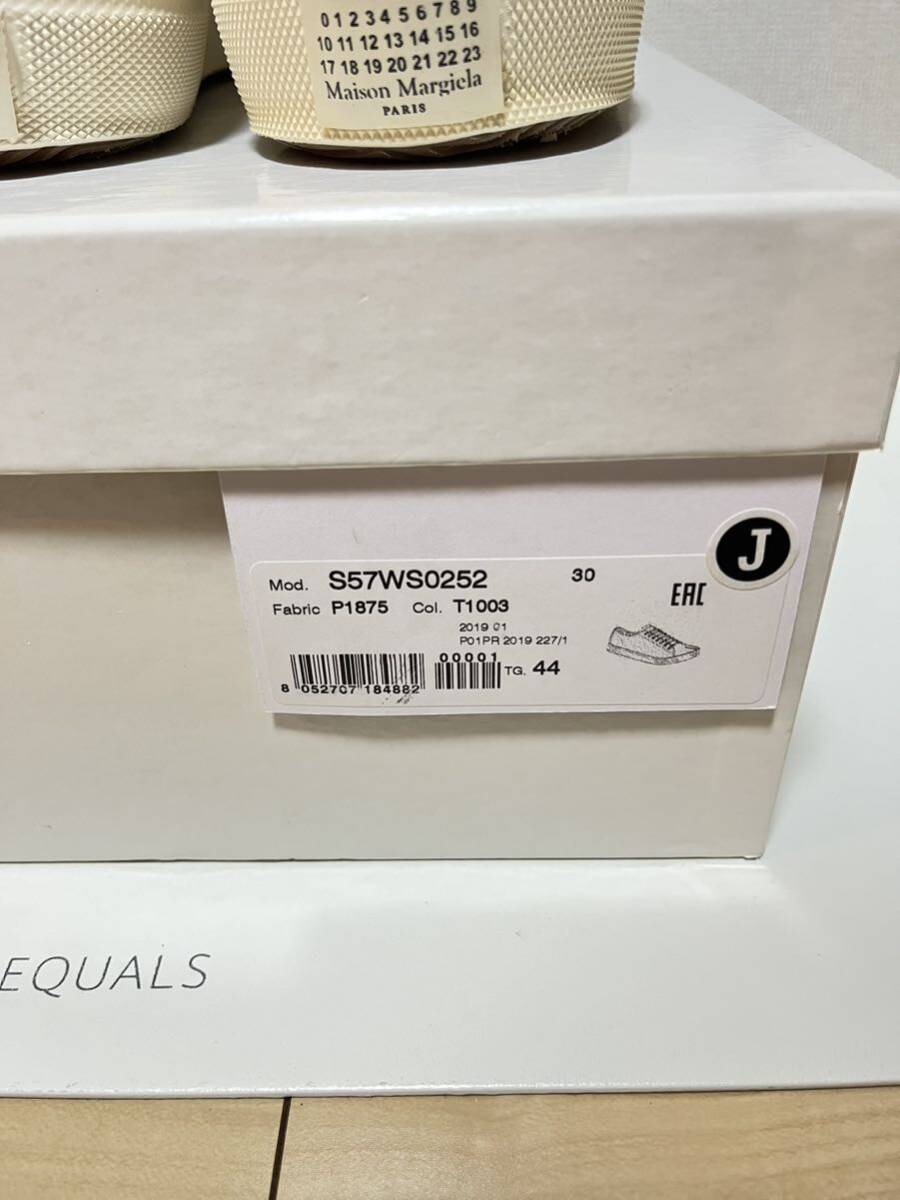 0 1 2 3 4 5 6 7 8 9
10 11 12 13 14 15 16
17 18 19 20 21 22 23
Maison Margiela
PARIS
J
Mod. S57WS0252 30
Fabric P1875 Col. T1003
EAC
2019 01
P01PR 2019 227/1
00001
TG. 44
8 052707 184882
EQUALS